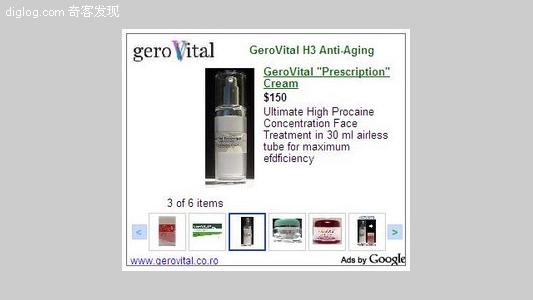 diglog.com 奇客发现
geroVital
GeroVital H3 Anti-Aging
GeroVital "Prescription"
Cream
$150
Ultimate High Procaine
Concentration Face
Treatment in 30 ml airless
tube for maximum
efdficiency
3 of 6 items
<
>
www.gerovital.co.ro
Ads by Google